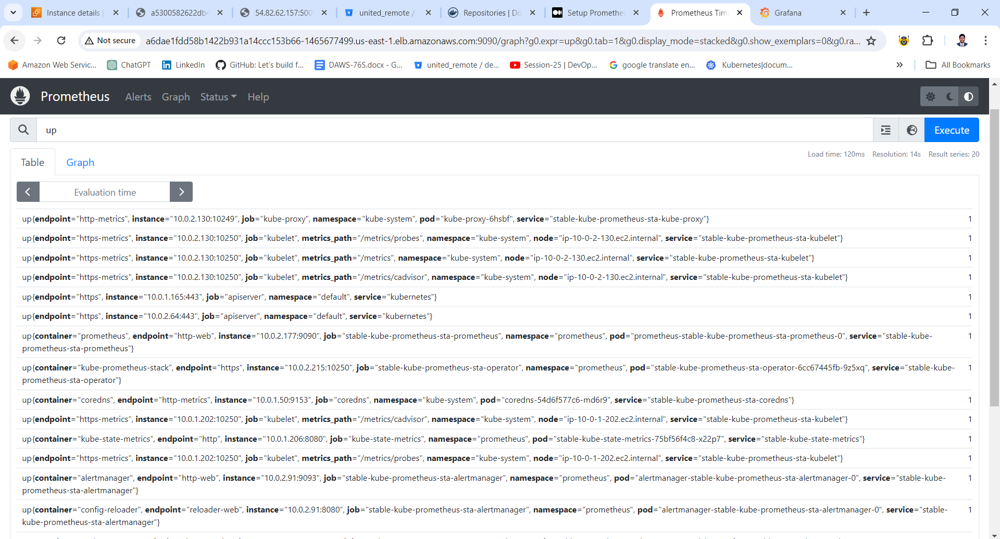 Instance details |
a5300582622db
54.82.62.157:500
united_remote /
Repositories | Do
Setup Promethe
Prometheus Tim
Grafana
Not secure
a6dae1fdd58b1422b931a14ccc153b66-1465677499.us-east-1.elb.amazonaws.com:9090/graph?g0.expr=up&g0.tab=1&g0.display_mode=stacked&g0.show_exemplars=0&g0.ra...
Amazon Web Servic...
ChatGPT
LinkedIn
GitHub: Let's build f...
DAWS-76S.docx - G...
united_remote / de...
Session-25 | DevOp...
google translate en...
Kubernetes|docum...
All Bookmarks
Prometheus
Alerts
Graph
Status
Help
up
Execute
Table
Graph
Load time: 120ms
Resolution: 14s
Result series: 20
Evaluation time
up{endpoint="http-metrics", instance="10.0.2.130:10249", job="kube-proxy", namespace="kube-system", pod="kube-proxy-6hsbf", service="stable-kube-prometheus-sta-kube-proxy"} 1
up{endpoint="https-metrics", instance="10.0.2.130:10250", job="kubelet", metrics_path="/metrics/probes", namespace="kube-system", node="ip-10-0-2-130.ec2.internal", service="stable-kube-prometheus-sta-kubelet"} 1
up{endpoint="https-metrics", instance="10.0.2.130:10250", job="kubelet", metrics_path="/metrics", namespace="kube-system", node="ip-10-0-2-130.ec2.internal", service="stable-kube-prometheus-sta-kubelet"} 1
up{endpoint="https-metrics", instance="10.0.2.130:10250", job="kubelet", metrics_path="/metrics/cadvisor", namespace="kube-system", node="ip-10-0-2-130.ec2.internal", service="stable-kube-prometheus-sta-kubelet"} 1
up{endpoint="https", instance="10.0.1.165:443", job="apiserver", namespace="default", service="kubernetes"} 1
up{endpoint="https", instance="10.0.2.64:443", job="apiserver", namespace="default", service="kubernetes"} 1
up{container="prometheus", endpoint="http-web", instance="10.0.2.177:9090", job="stable-kube-prometheus-sta-prometheus", namespace="prometheus", pod="prometheus-stable-kube-prometheus-sta-prometheus-0", service="stable-kube- 1
prometheus-sta-prometheus"}
up{container="kube-prometheus-stack", endpoint="https", instance="10.0.2.215:10250", job="stable-kube-prometheus-sta-operator", namespace="prometheus", pod="stable-kube-prometheus-sta-operator-6cc67445fb-9z5xq", service="stable-kube- 1
prometheus-sta-operator"}
up{container="coredns", endpoint="http-metrics", instance="10.0.1.50:9153", job="coredns", namespace="kube-system", pod="coredns-54d6f577c6-md6r9", service="stable-kube-prometheus-sta-coredns"} 1
up{endpoint="https-metrics", instance="10.0.1.202:10250", job="kubelet", metrics_path="/metrics/cadvisor", namespace="kube-system", node="ip-10-0-1-202.ec2.internal", service="stable-kube-prometheus-sta-kubelet"} 1
up{container="kube-state-metrics", endpoint="http", instance="10.0.1.206:8080", job="kube-state-metrics", namespace="prometheus", pod="stable-kube-state-metrics-75bf56f4c8-x22p7", service="stable-kube-state-metrics"} 1
up{endpoint="https-metrics", instance="10.0.1.202:10250", job="kubelet", metrics_path="/metrics/probes", namespace="kube-system", node="ip-10-0-1-202.ec2.internal", service="stable-kube-prometheus-sta-kubelet"} 1
up{container="alertmanager", endpoint="http-web", instance="10.0.2.91:9093", job="stable-kube-prometheus-sta-alertmanager", namespace="prometheus", pod="alertmanager-stable-kube-prometheus-sta-alertmanager-0", service="stable-kube- 1
prometheus-sta-alertmanager"}
up{container="config-reloader", endpoint="reloader-web", instance="10.0.2.91:8080", job="stable-kube-prometheus-sta-alertmanager", namespace="prometheus", pod="alertmanager-stable-kube-prometheus-sta-alertmanager-0", service="stable- 1
kube-prometheus-sta-alertmanager"}